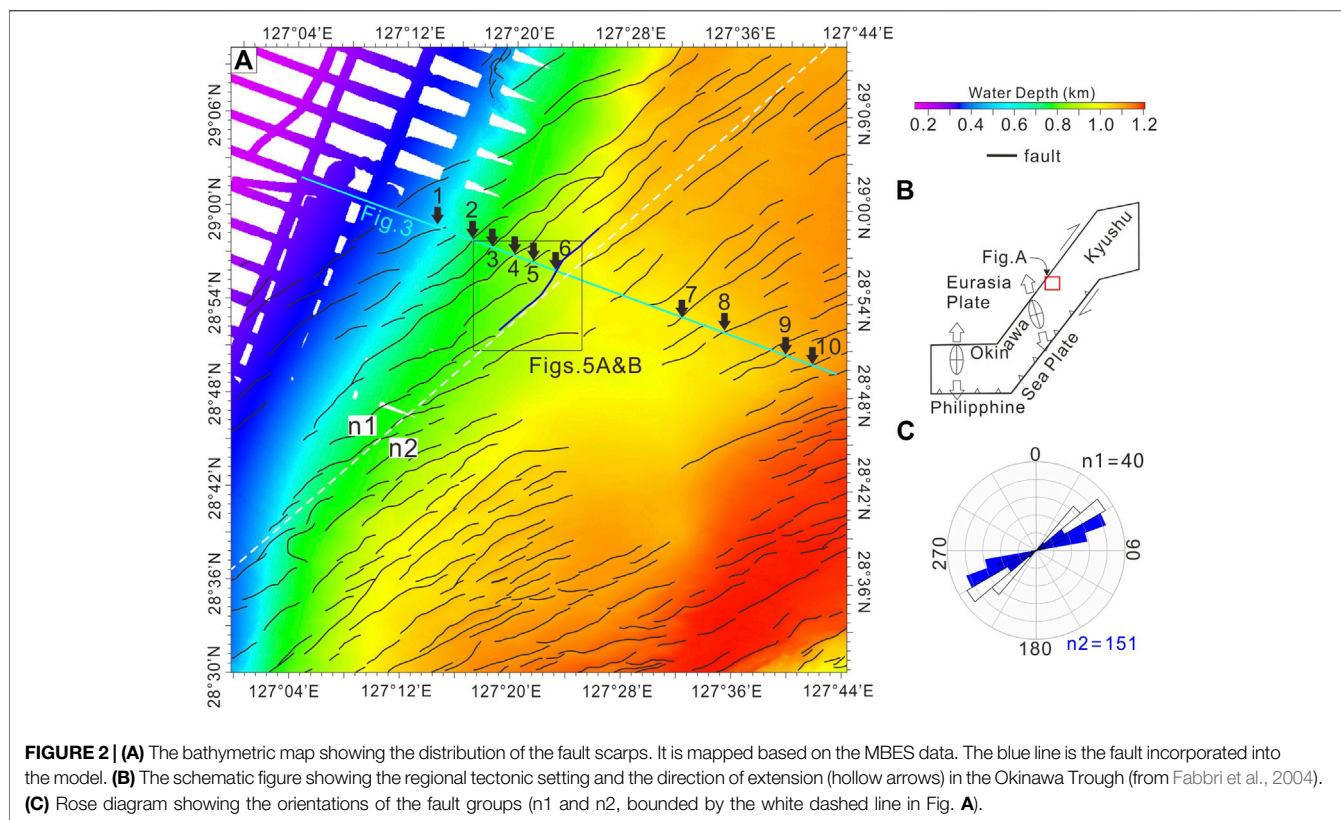 127°04'E 127°12'E 127°20'E 127°28'E 127°36'E 127°44'E
A
29°06'N
29°00'N
28°54'N
28°48'N
28°42'N
28°36'N
28°30'N
Fig.3
1
2
3
4
5
6
7
8
9
10
Figs.5A&B
n1
n2
29°06'N
29°00'N
28°54'N
28°48'N
28°42'N
28°36'N
28°30'N
127°04'E 127°12'E 127°20'E 127°28'E 127°36'E 127°44'E
Water Depth (km)
0.2 0.4 0.6 0.8 1.0 1.2
fault
B
Fig.A
Kyushu
Eurasia
Plate
Okin
awa
Sea Plate
Philipphine
C
0
n1=40
270
90
180
n2=151
FIGURE 2 | (A) The bathymetric map showing the distribution of the fault scarps. It is mapped based on the MBES data. The blue line is the fault incorporated into
the model. (B) The schematic figure showing the regional tectonic setting and the direction of extension (hollow arrows) in the Okinawa Trough (from Fabbri et al., 2004).
(C) Rose diagram showing the orientations of the fault groups (n1 and n2, bounded by the white dashed line in Fig. A).